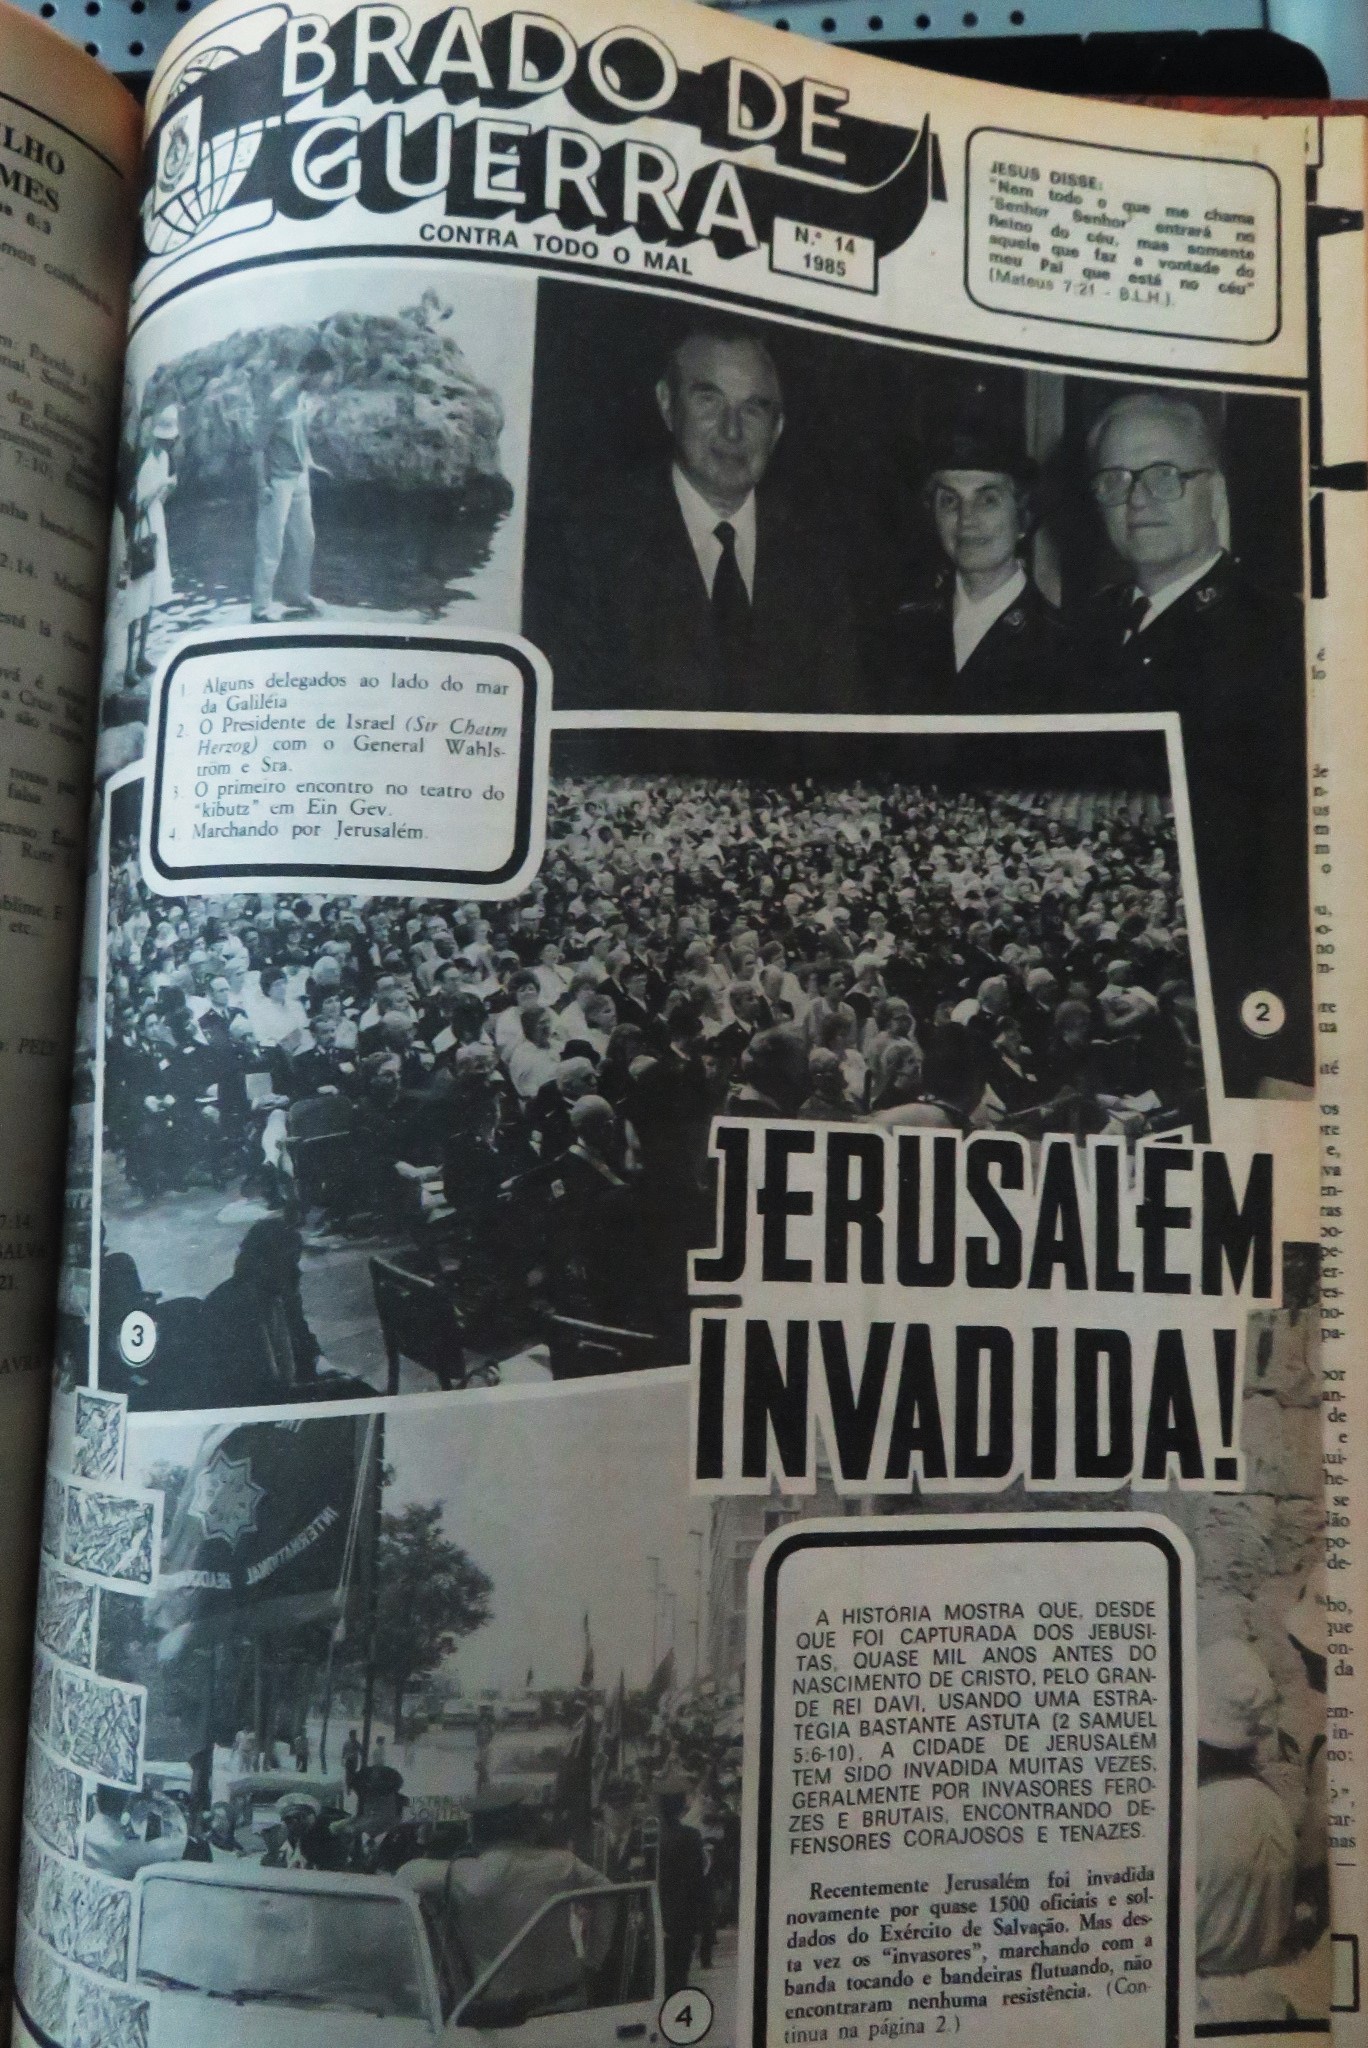 BRADO DE
GUERRA
CONTRA TODO O MAL
N.º 14
1985
JESUS DISSE:
"Nem todo o que me chama
'Senhor, Senhor' entrará no
Reino do céu, mas somente
aquele que faz a vontade do
meu Pai que está no céu"
(Mateus 7:21 - B.L.H.).
1. Alguns delegados ao lado do mar
da Galiléia
2. O Presidente de Israel (Sir Chaim
Herzog) com o General Wahls-
tröm e Sra.
3. O primeiro encontro no teatro do
"kibutz" em Ein Gev.
4. Marchando por Jerusalém.
2
3
JERUSALÉM
INVADIDA!
INTERNATIONAL
A HISTÓRIA MOSTRA QUE, DESDE
QUE FOI CAPTURADA DOS JEBUSI-
TAS, QUASE MIL ANOS ANTES DO
NASCIMENTO DE CRISTO, PELO GRAN-
DE REI DAVI, USANDO UMA ESTRA-
TÉGIA BASTANTE ASTUTA (2 SAMUEL
5:6-10), A CIDADE DE JERUSALÉM
TEM SIDO INVADIDA MUITAS VEZES,
GERALMENTE POR INVASORES FERO-
ZES E BRUTAIS, ENCONTRANDO DE-
FENSORES CORAJOSOS E TENAZES.
Recentemente Jerusalém foi invadida
novamente por quase 1500 oficiais e sol-
dados do Exército de Salvação. Mas des-
ta vez os "invasores", marchando com a
banda tocando e bandeiras flutuando, não
encontraram nenhuma resistência. (Con-
tinua na página 2.)
4